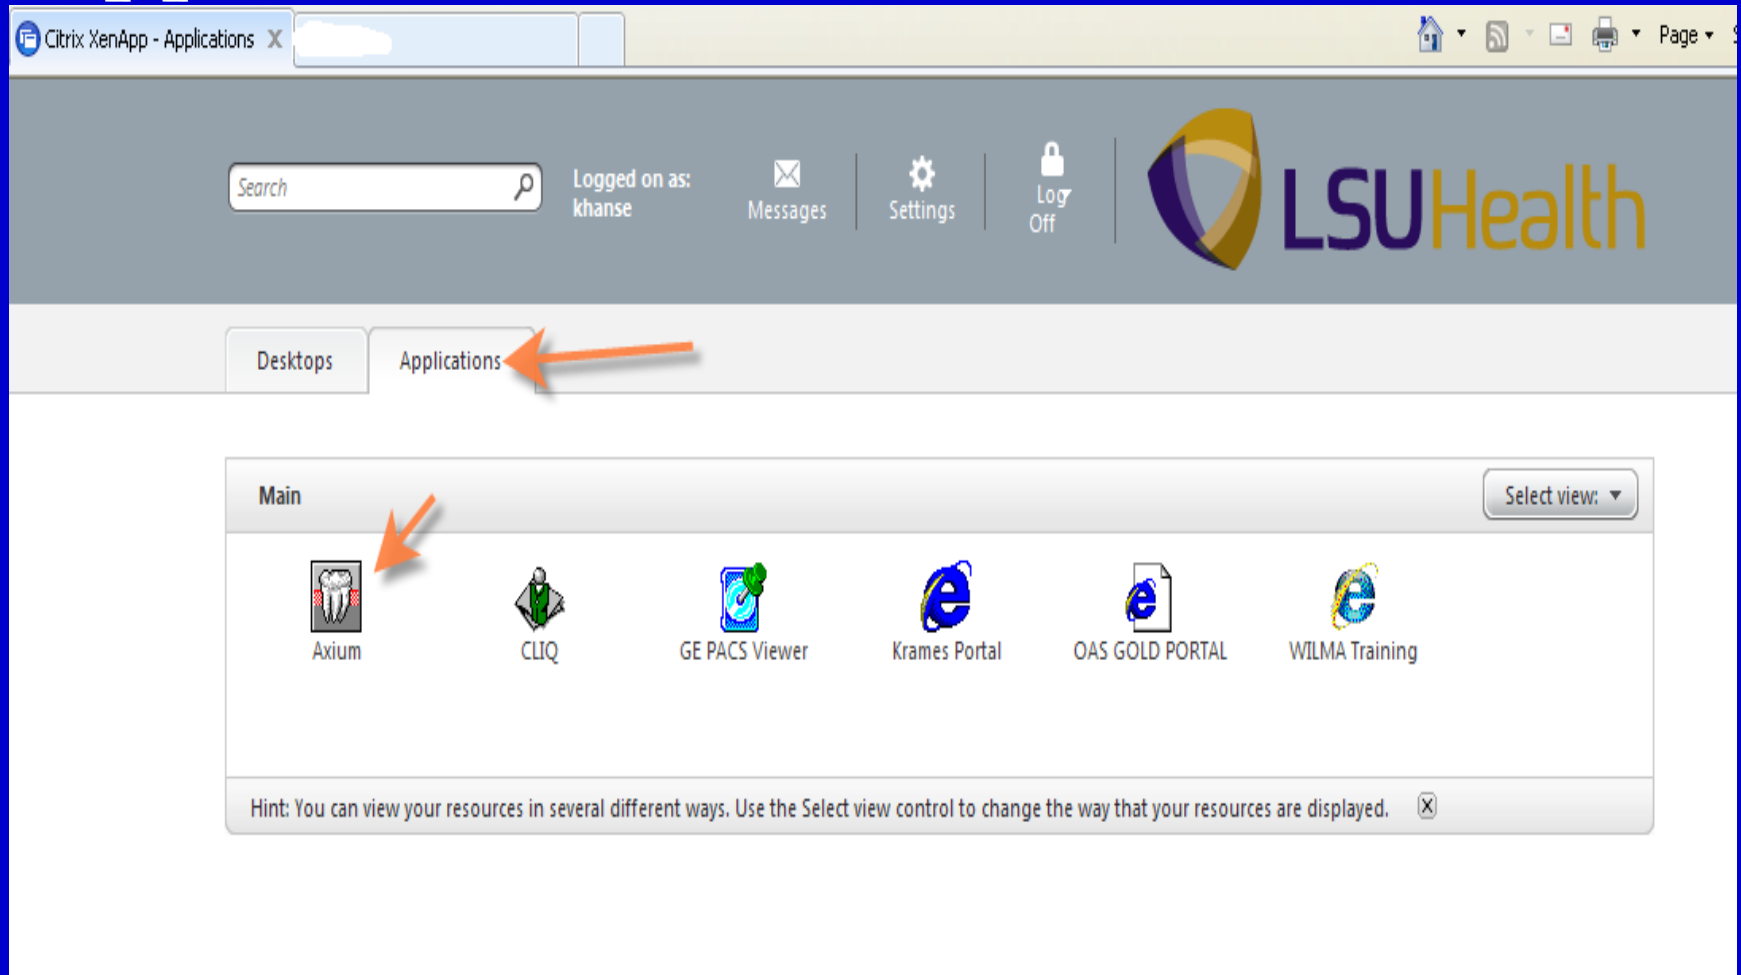 Citrix XenApp - Applications X
Page
Search
Logged on as:
khanse
Messages
Settings
Log
Off
LSUHealth
Desktops
Applications
Main
Select view:
Axium
CLIQ
GE PACS Viewer
Krames Portal
OAS GOLD PORTAL
WILMA Training
Hint: You can view your resources in several different ways. Use the Select view control to change the way that your resources are displayed.